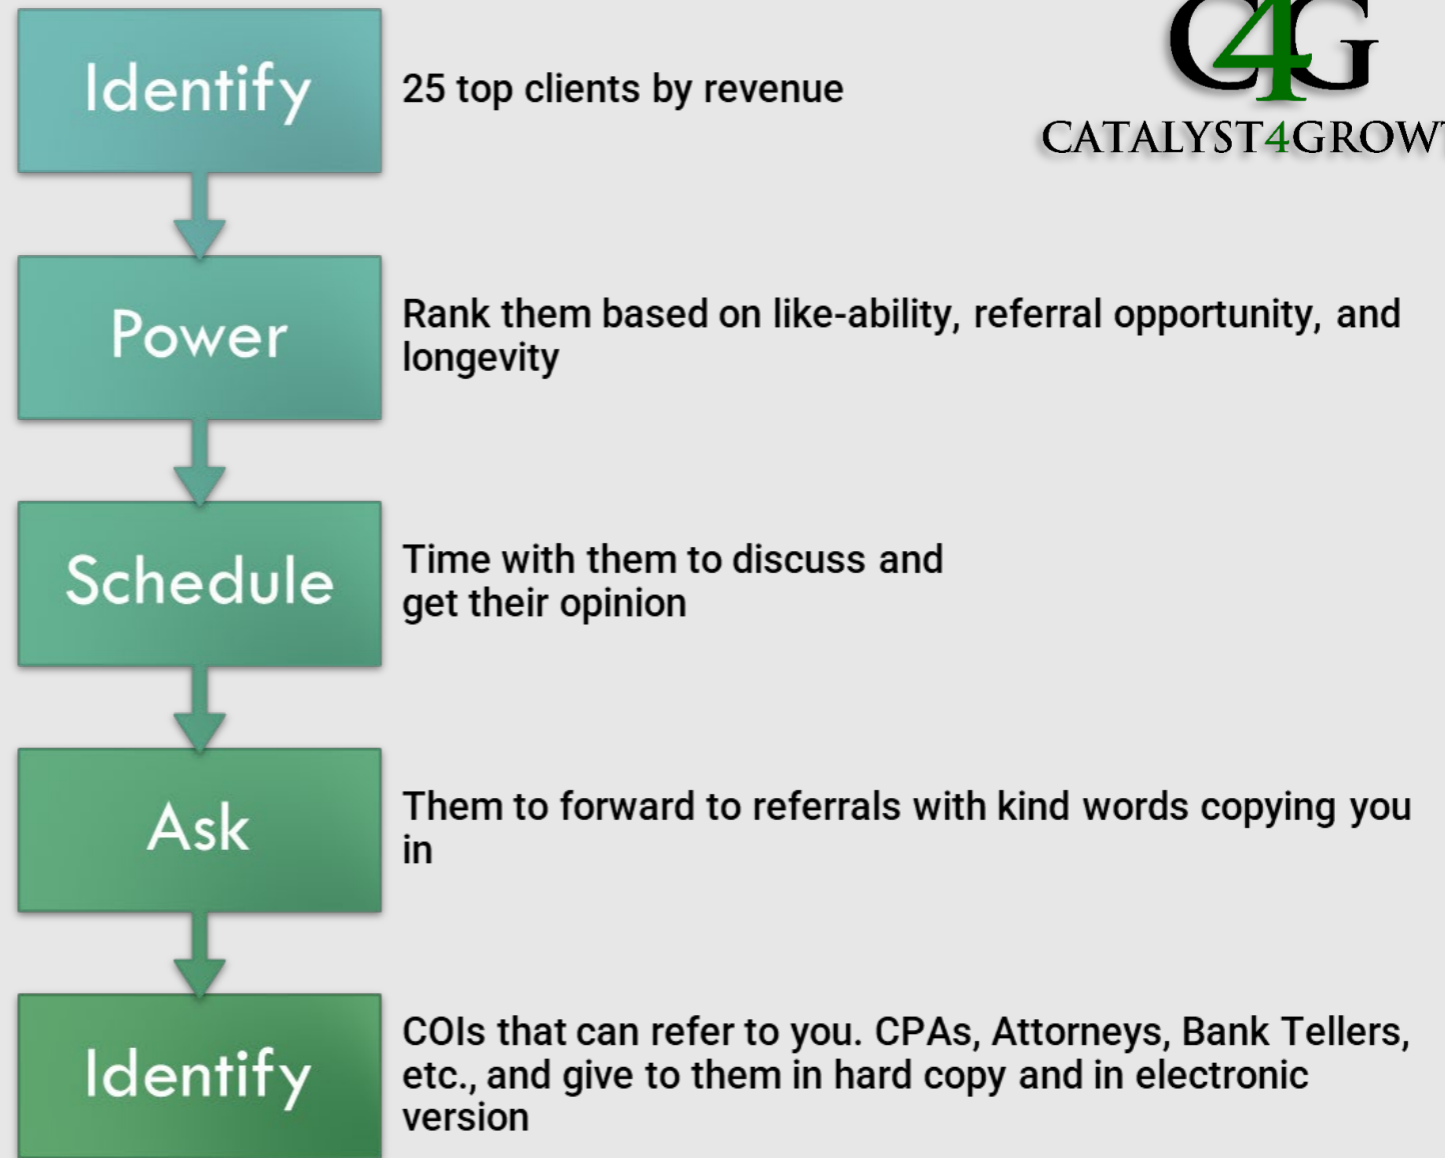 C4G
CATALYST4GROWT
Identify
25 top clients by revenue
Power
Rank them based on like-ability, referral opportunity, and
longevity
Schedule
Time with them to discuss and
get their opinion
Ask
Them to forward to referrals with kind words copying you
in
Identify
COIs that can refer to you. CPAs, Attorneys, Bank Tellers,
etc., and give to them in hard copy and in electronic
version